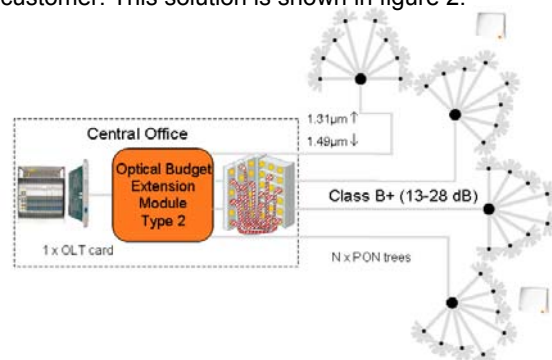 customer. This solution is shown in figure 2.
1.31µm ↑
1.49µm ↓
Central Office
Optical Budget
Extension
Module
Type 2
Class B+ (13-28 dB)
1 x OLT card
N x PON trees